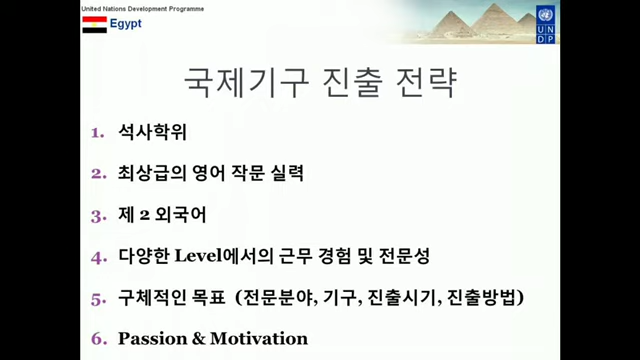 United Nations Development Programme
Egypt
U N
D P
국제기구 진출 전략
1. 석사학위
2. 최상급의 영어 작문 실력
3. 제 2 외국어
4. 다양한 Level에서의 근무 경험 및 전문성
5. 구체적인 목표 (전문분야, 기구, 진출시기, 진출방법)
6. Passion & Motivation